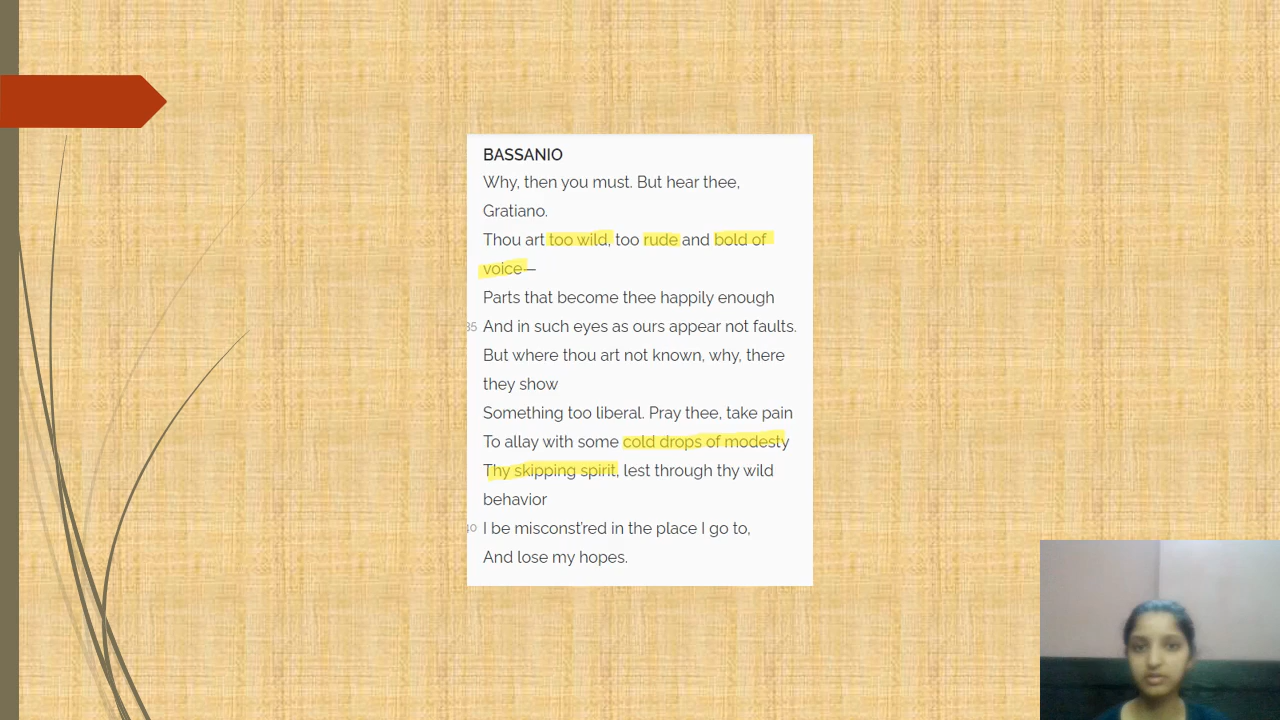 BASSANIO
Why, then you must. But hear thee,
Gratiano.
Thou art too wild, too rude and bold of
voice—
Parts that become thee happily enough
35 And in such eyes as ours appear not faults.
But where thou art not known, why, there
they show
Something too liberal. Pray thee, take pain
To allay with some cold drops of modesty
Thy skipping spirit, lest through thy wild
behavior
40 I be misconst'red in the place I go to,
And lose my hopes.